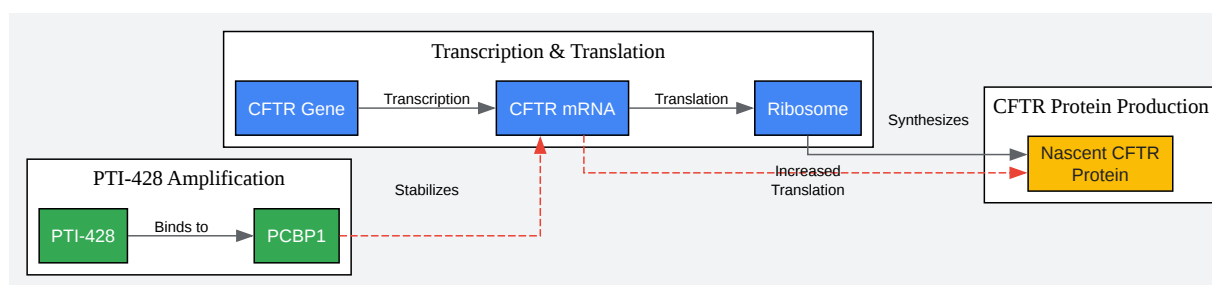 Transcription & Translation
CFTR Gene
Transcription
CFTR mRNA
Translation
Ribosome
Synthesizes
CFTR Protein Production
Nascent CFTR
Protein
Increased
Translation
PTI-428 Amplification
Stabilizes
PTI-428
Binds to
PCBP1